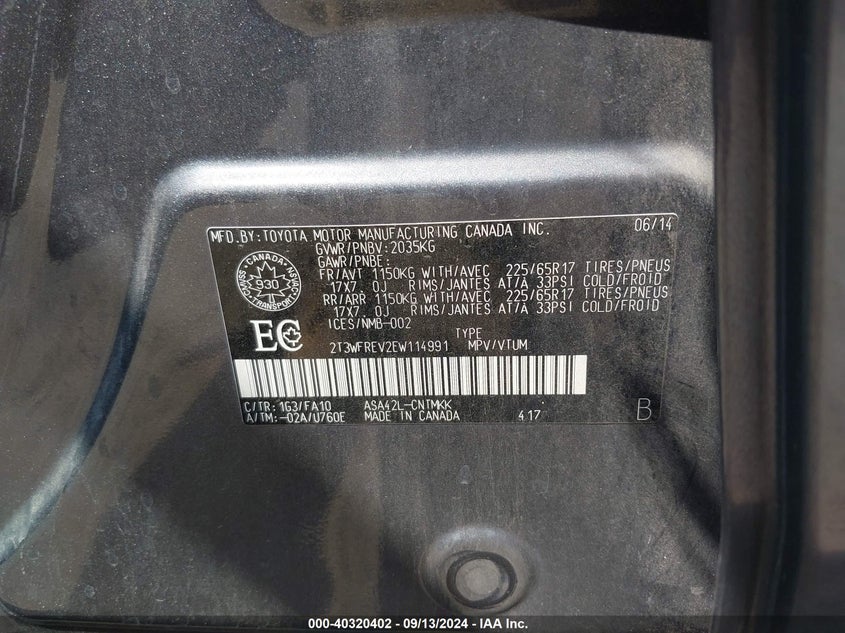 MFD.BY:TOYOTA MOTOR MANUFACTURING CANADA INC. 06/14
GVWR/PNBV:2035KG
GAWR/PNBE:
FR/AVT 1150KG WITH/AVEC 225/65R17 TIRES/PNEUS
17X7.0J RIMS/JANTES AT/À 33PSI COLD/FROID
RR/ARR 1150KG WITH/AVEC 225/65R17 TIRES/PNEUS
17X7.0J RIMS/JANTES AT/À 33PSI COLD/FROID
ICES/NMB-002
CANADA
930
TRANSPORT
EC
TYPE
2T3WFREV2EW114991 MPV/VTUM
C/TR: 1G3/FA10 ASA42L-CNTMKK
A/TM:-02A/U760E MADE IN CANADA 4.17 B
000-40320402 - 09/13/2024 - IAA Inc.